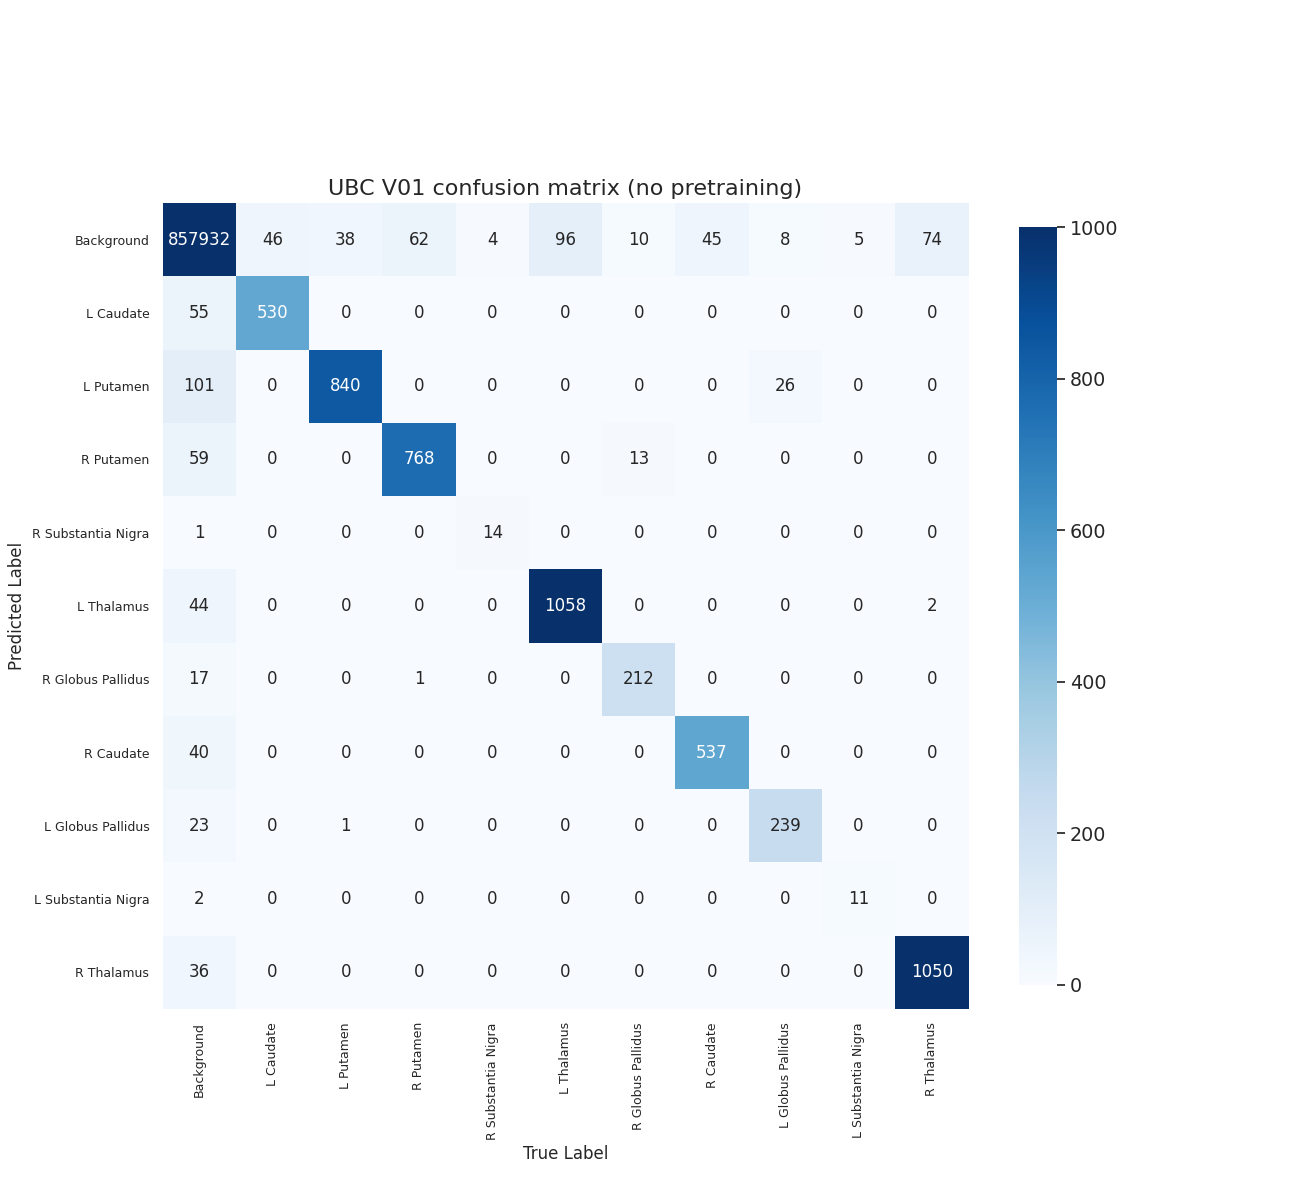 UBC V01 confusion matrix (no pretraining)
Predicted Label
Background 857932 46 38 62 4 96 10 45 8 5 74
L Caudate 55 530 0 0 0 0 0 0 0 0 0
L Putamen 101 0 840 0 0 0 0 0 26 0 0
R Putamen 59 0 0 768 0 0 13 0 0 0 0
R Substantia Nigra 1 0 0 0 14 0 0 0 0 0 0
L Thalamus 44 0 0 0 0 1058 0 0 0 0 2
R Globus Pallidus 17 0 0 1 0 0 212 0 0 0 0
R Caudate 40 0 0 0 0 0 0 537 0 0 0
L Globus Pallidus 23 0 1 0 0 0 0 0 239 0 0
L Substantia Nigra 2 0 0 0 0 0 0 0 0 11 0
R Thalamus 36 0 0 0 0 0 0 0 0 0 1050
Background
L Caudate
L Putamen
R Putamen
R Substantia Nigra
L Thalamus
R Globus Pallidus
R Caudate
L Globus Pallidus
L Substantia Nigra
R Thalamus
True Label
1000
800
600
400
200
0